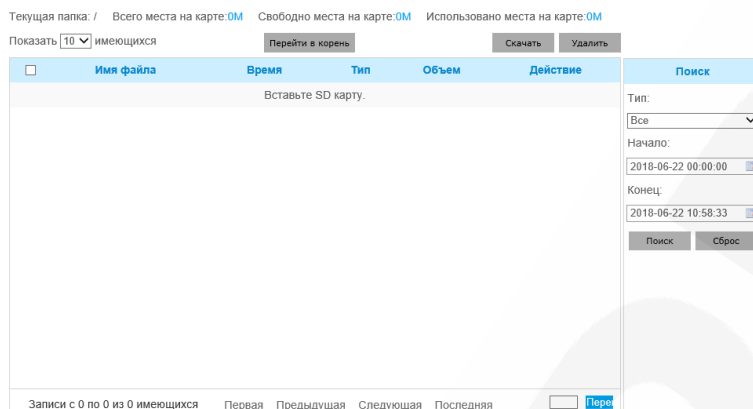 Текущая папка: / Всего места на карте:0М Свободно места на карте:0М Использовано места на карте:0М
Показать 10 имеющихся Перейти в корень Скачать Удалить
Имя файла Время Тип Объем Действие
Вставьте SD карту.
Поиск
Тип:
Все
Начало:
2018-06-22 00:00:00
Конец:
2018-06-22 10:58:33
Поиск Сброс
Записи с 0 по 0 из 0 имеющихся Первая Предыдущая Следующая Последняя